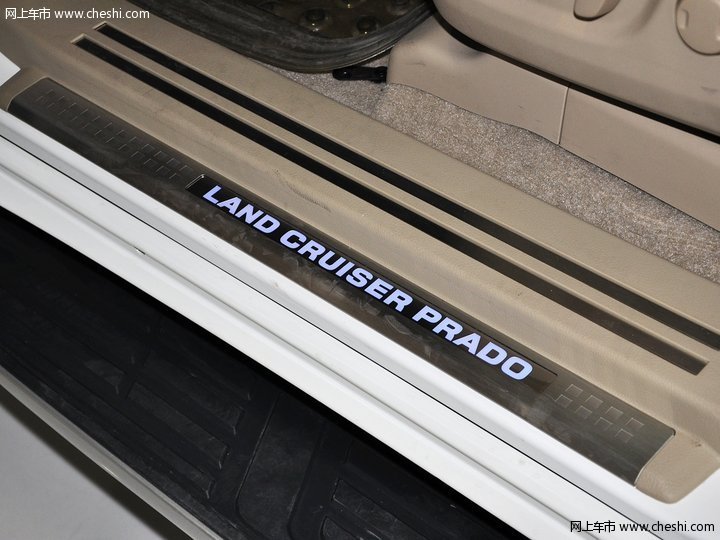 网上车市 www.cheshi.com
LAND CRUISER PRADO
网上车市 www.cheshi.com